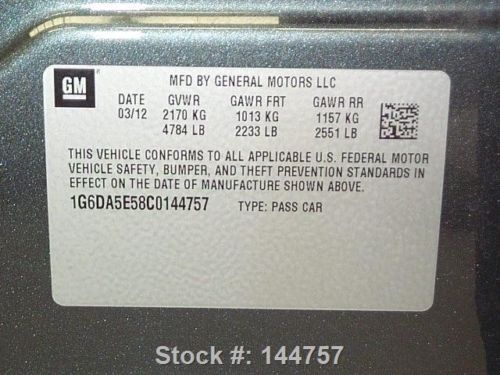 GM
MFD BY GENERAL MOTORS LLC
DATE GVWR GAWR FRT GAWR RR
03/12 2170 KG 1013 KG 1157 KG
4784 LB 2233 LB 2551 LB
THIS VEHICLE CONFORMS TO ALL APPLICABLE U.S. FEDERAL MOTOR
VEHICLE SAFETY, BUMPER, AND THEFT PREVENTION STANDARDS IN
EFFECT ON THE DATE OF MANUFACTURE SHOWN ABOVE.
1G6DA5E58C0144757 TYPE: PASS CAR
Stock #: 144757